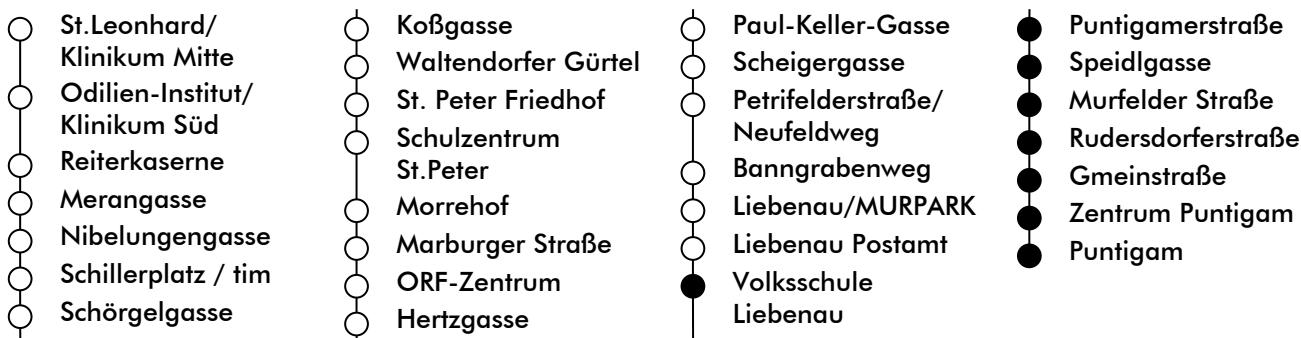 St.Leonhard/
Klinikum Mitte
Odilien-Institut/
Klinikum Süd
Reiterkaserne
Merangasse
Nibelungengasse
Schillerplatz / tim
Schörgelgasse
Koßgasse
Waltendorfer Gürtel
St. Peter Friedhof
Schulzentrum
St.Peter
Morrehof
Marburger Straße
ORF-Zentrum
Hertzgasse
Paul-Keller-Gasse
Scheigergasse
Petrifelderstraße/
Neufeldweg
Banngrabenweg
Liebenau/MURPARK
Liebenau Postamt
Volksschule
Liebenau
Puntigamerstraße
Speidlgasse
Murfelder Straße
Rudersdorferstraße
Gmeinstraße
Zentrum Puntigam
Puntigam